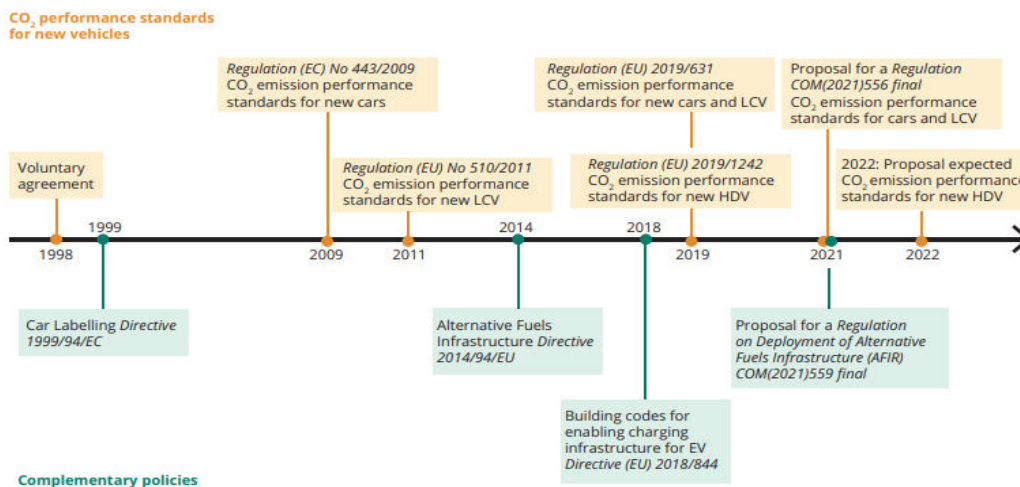 CO₂ performance standards
for new vehicles
Regulation (EC) No 443/2009
CO₂ emission performance
standards for new cars
Regulation (EU) 2019/631
CO₂ emission performance
standards for new cars and LCV
Proposal for a Regulation
COM(2021)556 final
CO₂ emission performance
standards for cars and LCV
Voluntary
agreement
Regulation (EU) No 510/2011
CO₂ emission performance
standards for new LCV
Regulation (EU) 2019/1242
CO₂ emission performance
standards for new HDV
2022: Proposal expected
CO₂ emission performance
standards for new HDV
1999
2014
2018
1998
2009
2011
2019
2021
2022
Car Labelling Directive
1999/94/EC
Alternative Fuels
Infrastructure Directive
2014/94/EU
Proposal for a Regulation
on Deployment of Alternative
Fuels Infrastructure (AFIR)
COM(2021)559 final
Building codes for
enabling charging
infrastructure for EV
Directive (EU) 2018/844
Complementary policies